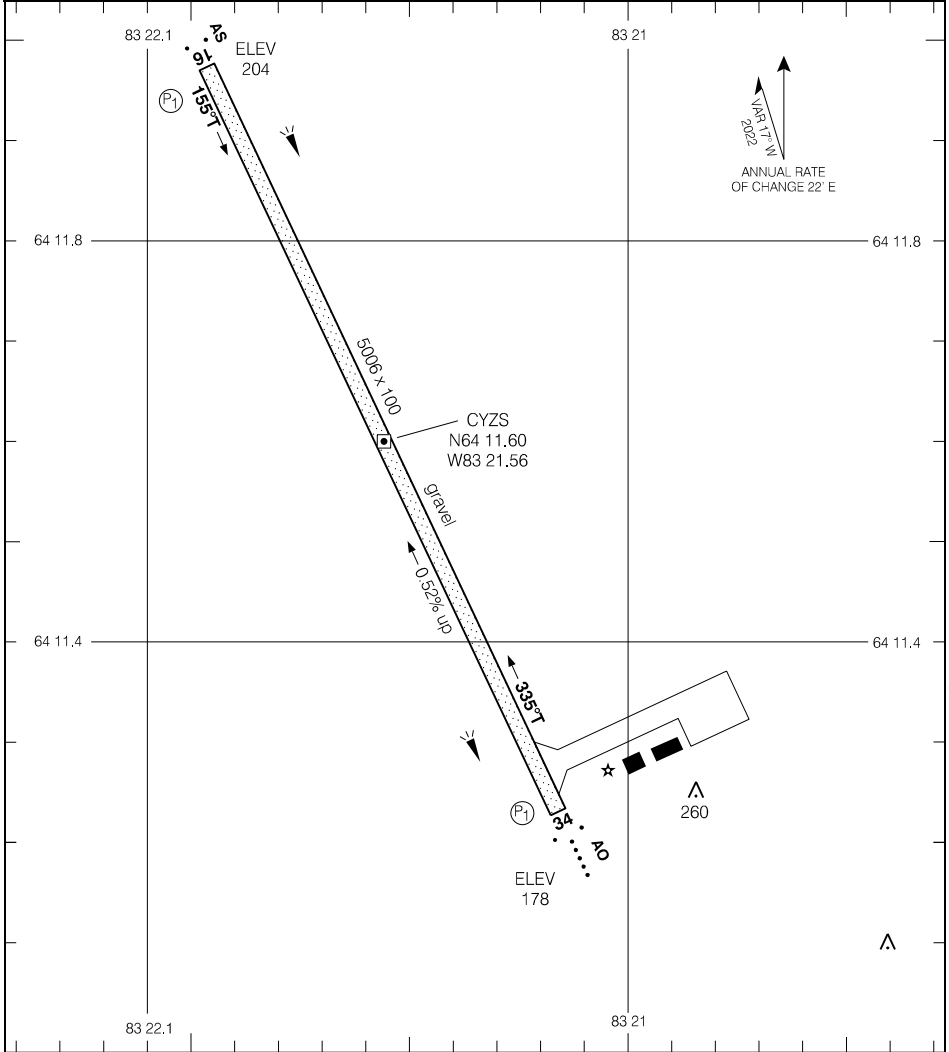 83 22.1
83 21
AS
16
ELEV
204
P1
155°T
VAR 17° W
2022
ANNUAL RATE
OF CHANGE 22' E
64 11.8
64 11.8
5006 x 100
CYZS
N64 11.60
W83 21.56
gravel
0.52% up
64 11.4
64 11.4
335°T
260
P1
34
AO
ELEV
178
83 22.1
83 21